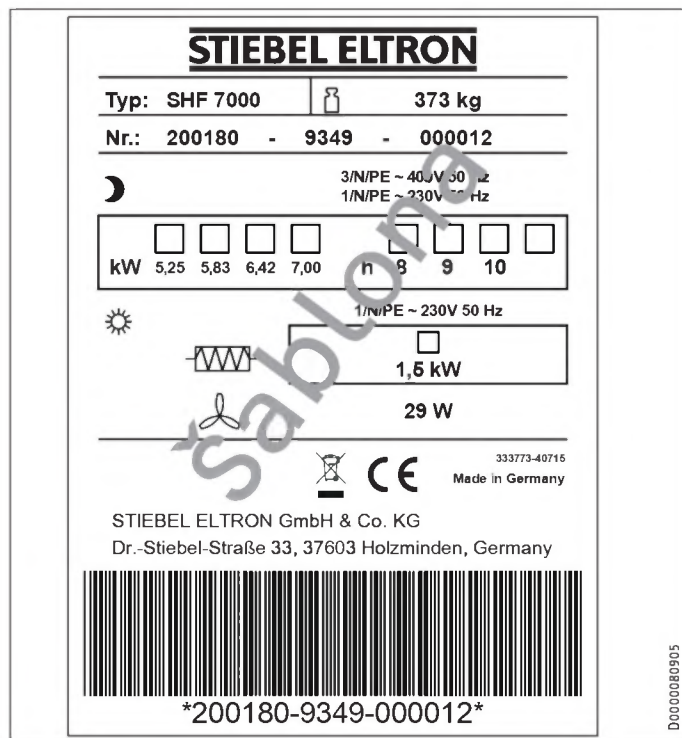 STIEBEL ELTRON
Typ: SHF 7000 373 kg
Nr.: 200180 - 9349 - 000012
3/N/PE ~ 400V 50 Hz
1/N/PE ~ 230V 50 Hz
kW 5,25 5,83 6,42 7,00 h 8 9 10
1/N/PE ~ 230V 50 Hz
1,5 kW
29 W
Šablona
CE
333773-40715
Made in Germany
STIEBEL ELTRON GmbH & Co. KG
Dr.-Stiebel-Straße 33, 37603 Holzminden, Germany
*200180-9349-000012*
D0000080905